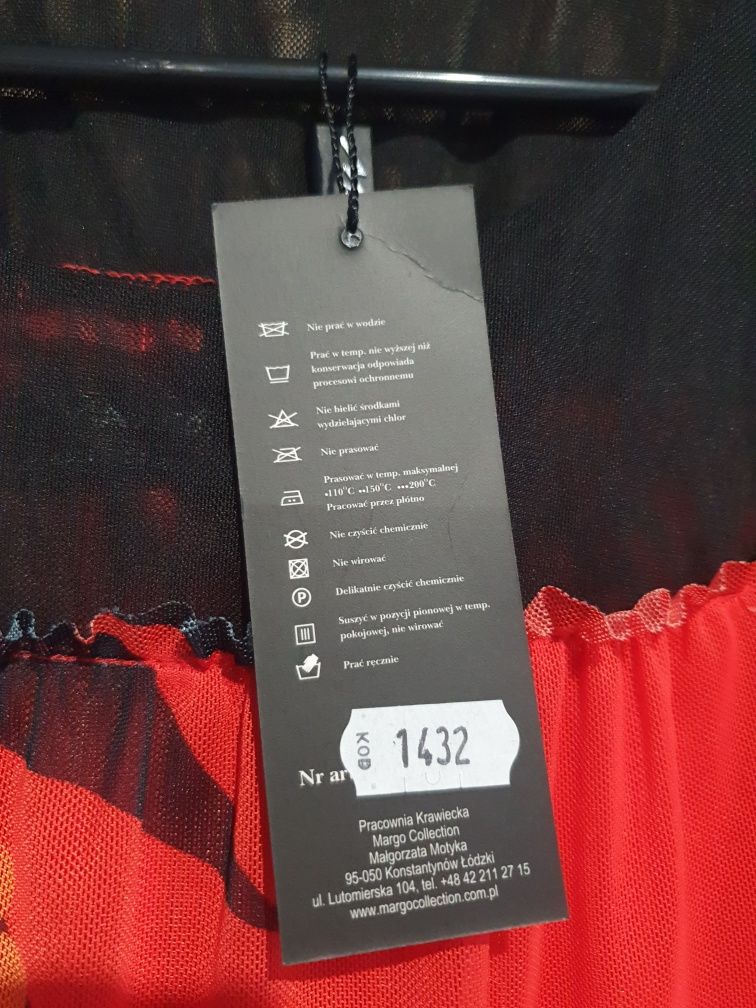 Nie prać w wodzie
Prać w temp. nie wyższej niż
konserwacja odpowiada
procesowi ochronnemu
Nie bielić środkami
wydzielającymi chlor
Nie prasować
Prasować w temp. maksymalnej
•110°C ••150°C •••200°C
Pracować przez płótno
Nie czyścić chemicznie
Nie wirować
P
Delikatnie czyścić chemicznie
Suszyć w pozycji pionowej w temp.
pokojowej, nie wirować
Prać ręcznie
Nr
KOD 1432
Pracownia Krawiecka
Margo Collection
Małgorzata Motyka
95-050 Konstantynów Łódzki
ul. Lutomierska 104, tel. +48 42 211 27 15
www.margocollection.com.pl